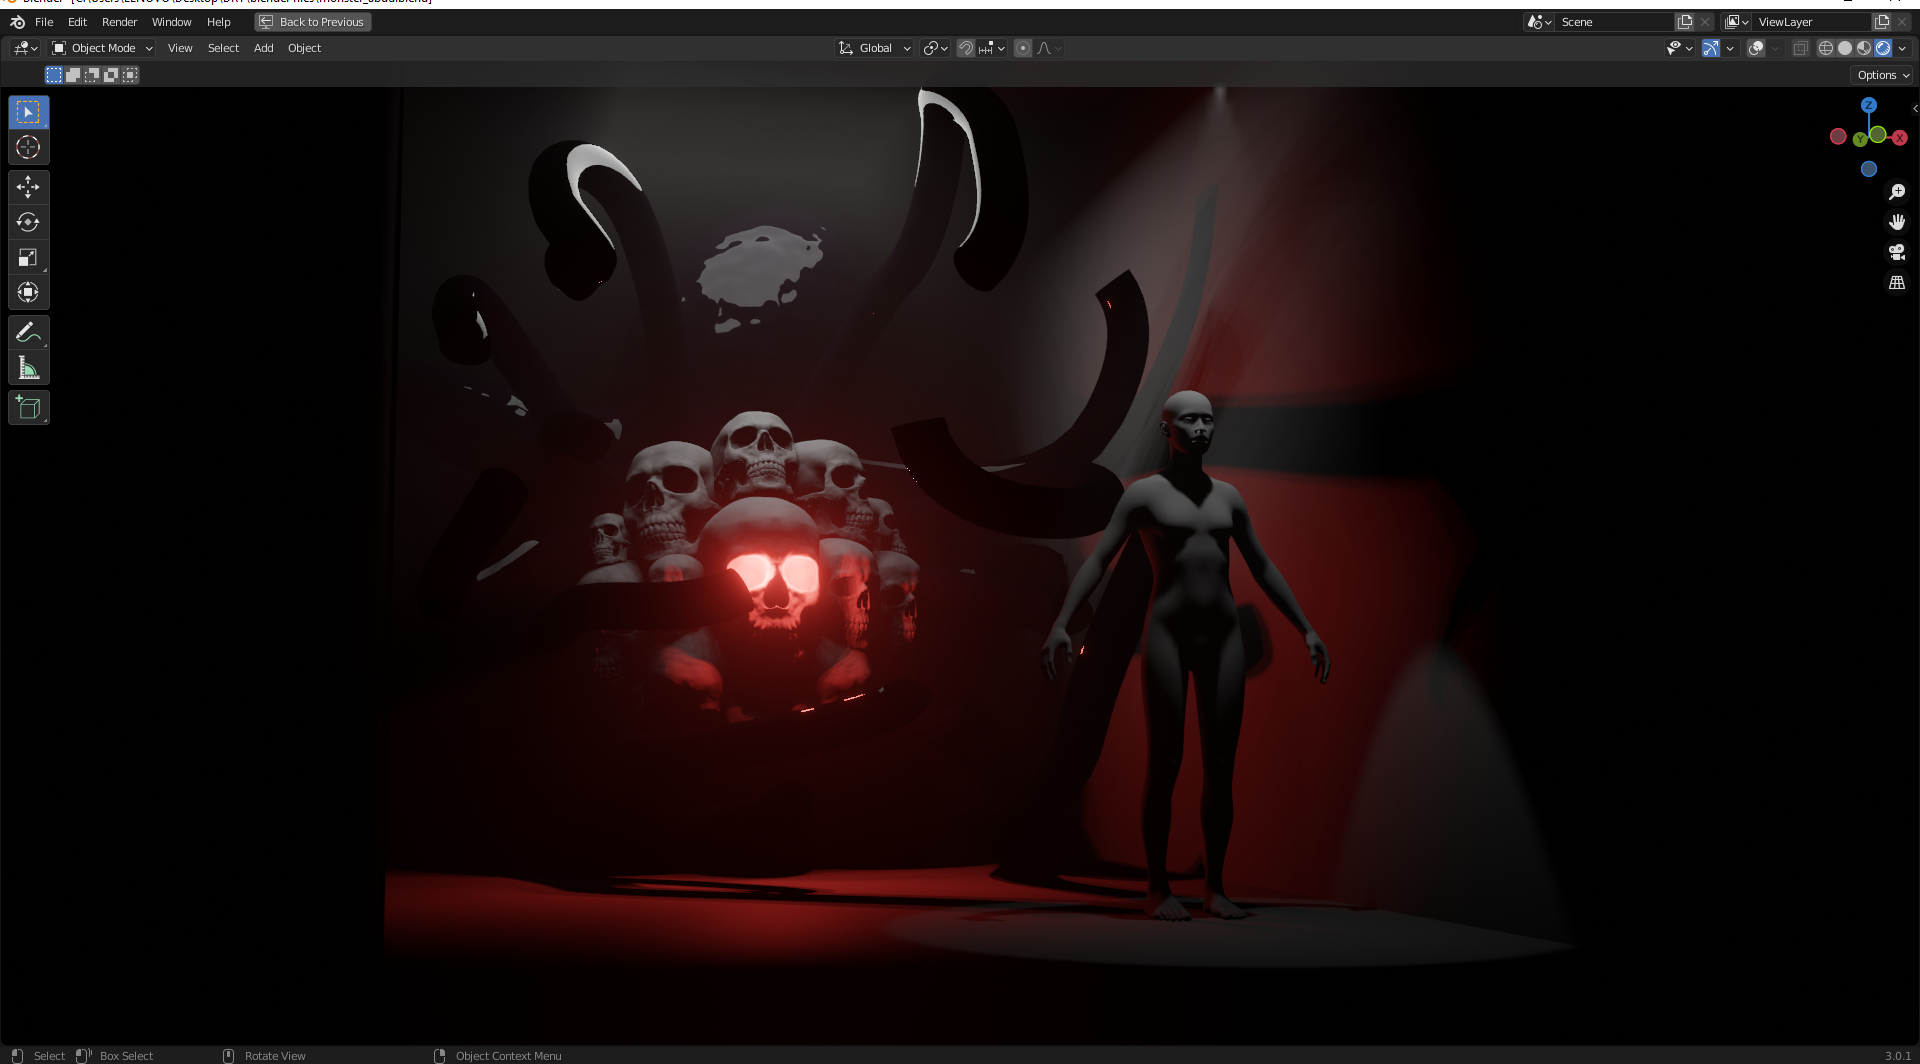 File Edit Render Window Help Back to Previous Scene ViewLayer
Object Mode View Select Add Object Global
Options
Z
Y X
Select Box Select Rotate View Object Context Menu 3.0.1